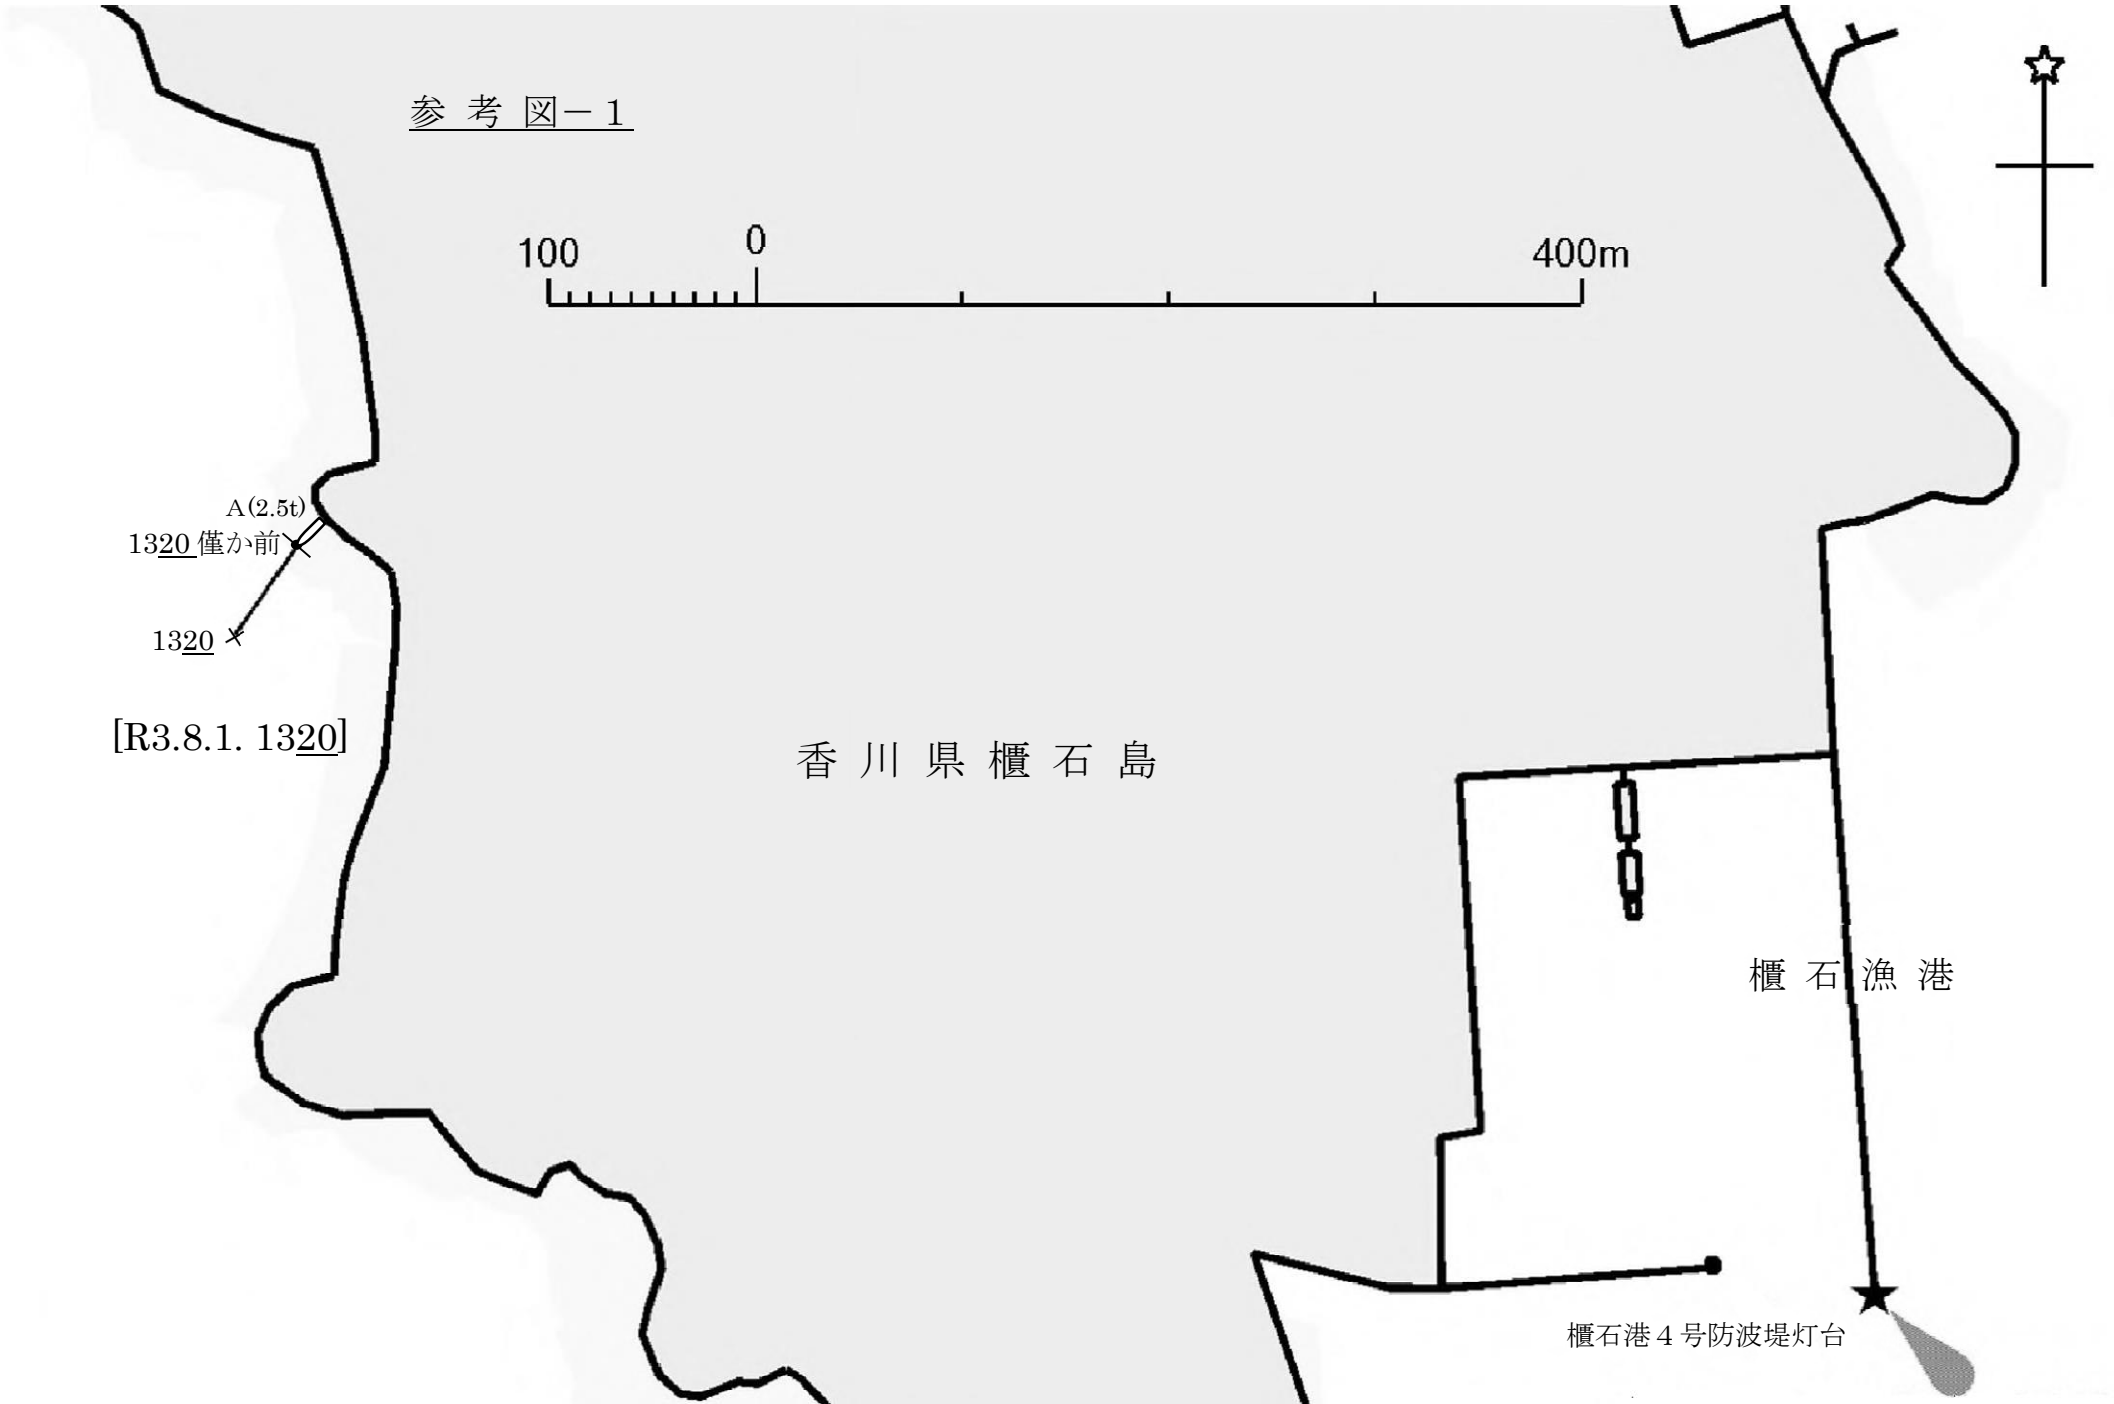 参 考 図－１
100
0
400m
A(2.5t)
1320 僅か前
1320
[R3.8.1. 1320]
香 川 県 櫃 石 島
櫃 石 漁 港
櫃石港４号防波堤灯台